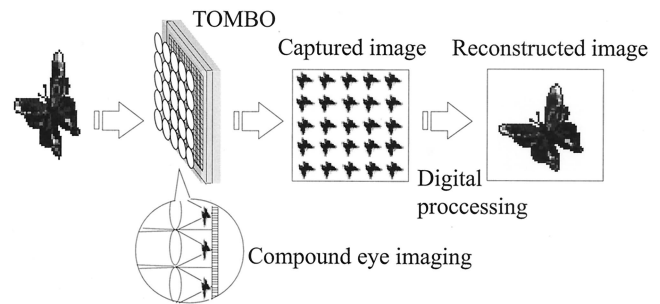 TOMBO
Captured image
Reconstructed image
Digital
proccessing
Compound eye imaging